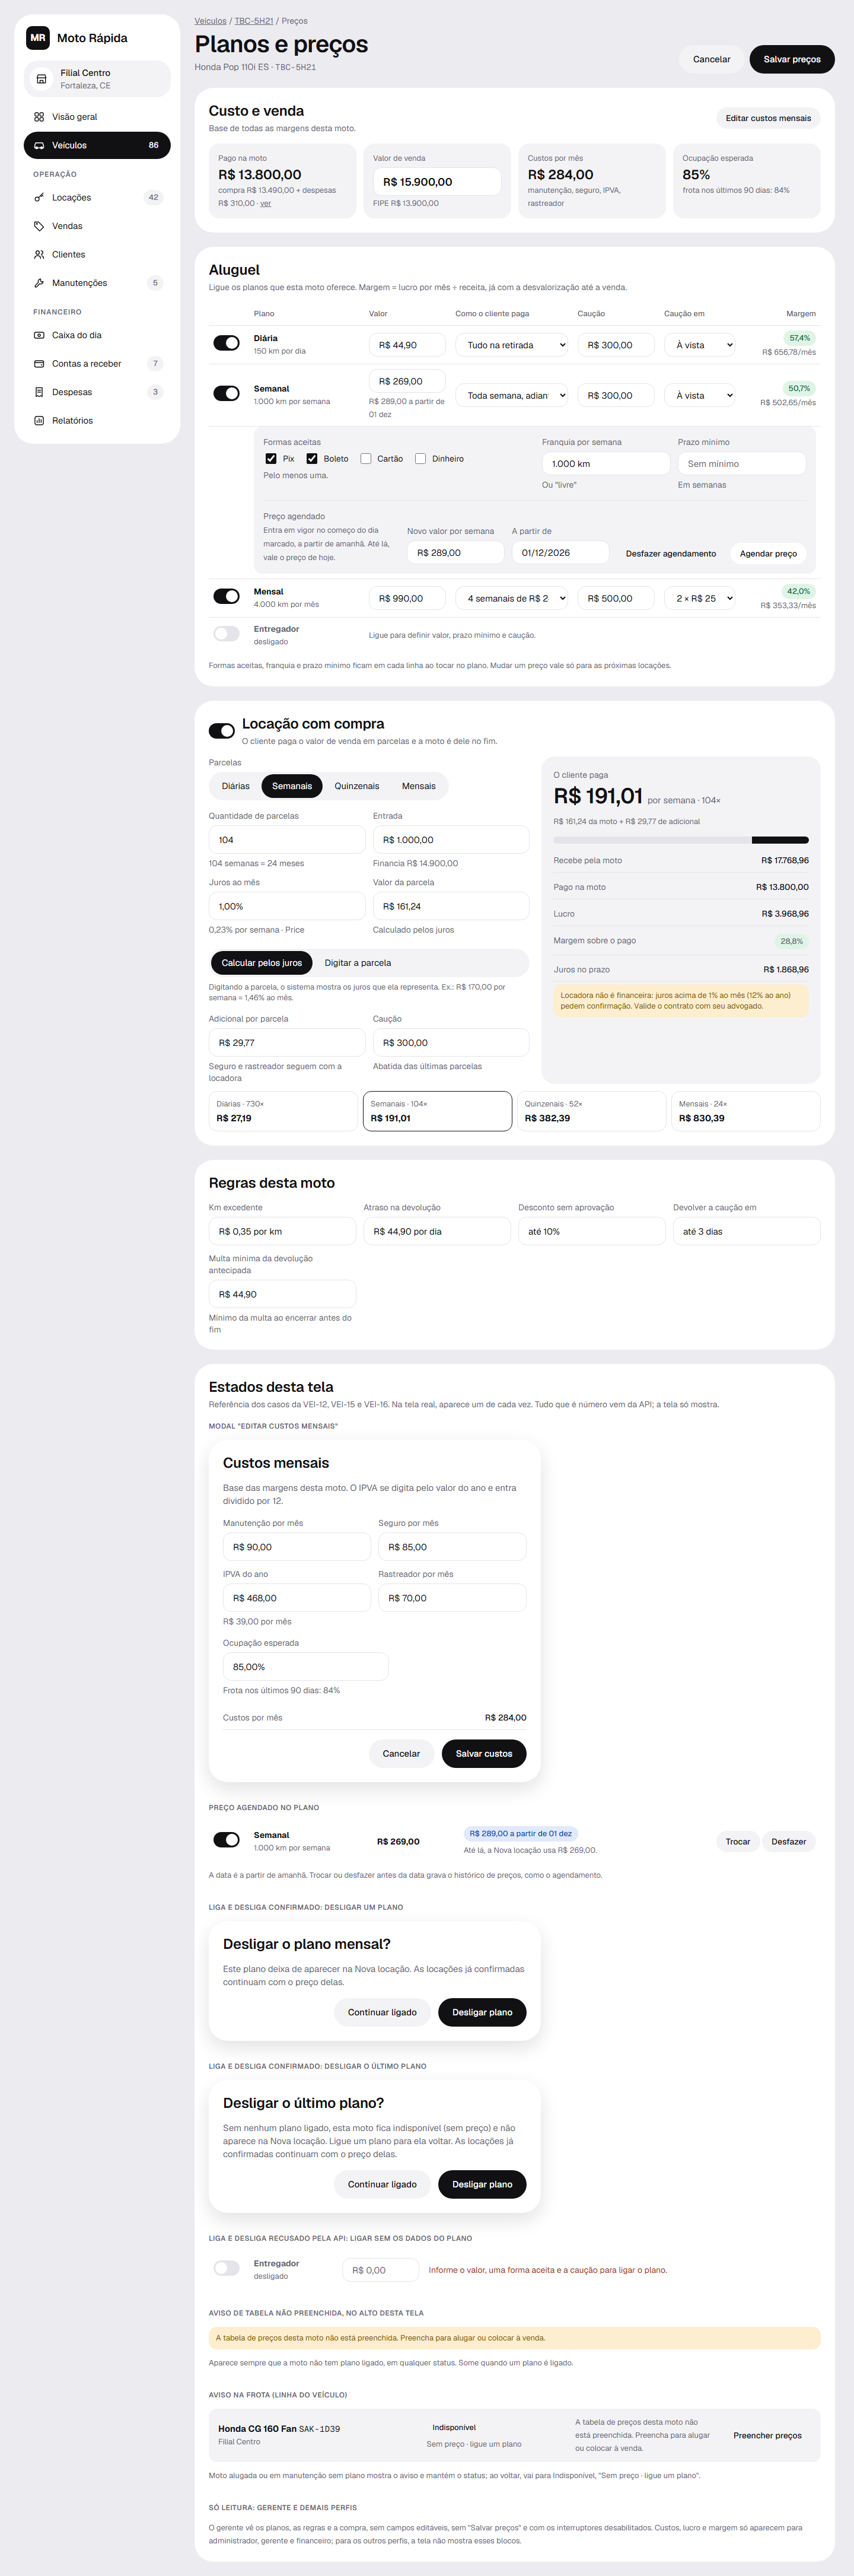 MR Moto Rápida
Filial Centro
Fortaleza, CE
Visão geral
Veículos 86
OPERAÇÃO
Locações 42
Vendas
Clientes
Manutenções 5
FINANCEIRO
Caixa do dia
Contas a receber 7
Despesas 3
Relatórios
Veículos / TBC-5H21 / Preços
Planos e preços
Honda Pop 110i ES · TBC-5H21
Cancelar Salvar preços
Custo e venda
Base de todas as margens desta moto.
Editar custos mensais
Pago na moto
R$ 13.800,00
compra R$ 13.490,00 + despesas
R$ 310,00 · ver
Valor de venda
R$ 15.900,00
FIPE R$ 13.900,00
Custos por mês
R$ 284,00
manutenção, seguro, IPVA,
rastreador
Ocupação esperada
85%
frota nos últimos 90 dias: 84%
Aluguel
Ligue os planos que esta moto oferece. Margem = lucro por mês ÷ receita, já com a desvalorização até a venda.
Plano Valor Como o cliente paga Caução Caução em Margem
Diária
150 km por dia
R$ 44,90 Tudo na retirada R$ 300,00 À vista
57,4%
R$ 656,78/mês
Semanal
1.000 km por semana
R$ 269,00
R$ 289,00 a partir de
01 dez
Toda semana, adian R$ 300,00 À vista
50,7%
R$ 502,65/mês
Formas aceitas
Pix Boleto Cartão Dinheiro
Pelo menos uma.
Franquia por semana
1.000 km
Ou "livre"
Prazo mínimo
Sem mínimo
Em semanas
Preço agendado
Entra em vigor no começo do dia
marcado, a partir de amanhã. Até lá,
vale o preço de hoje.
Novo valor por semana
R$ 289,00
A partir de
01/12/2026
Desfazer agendamento Agendar preço
Mensal
4.000 km por mês
R$ 990,00 4 semanas de R$ 2 R$ 500,00 2 × R$ 25
42,0%
R$ 353,33/mês
Entregador
desligado
Ligue para definir valor, prazo mínimo e caução.
Formas aceitas, franquia e prazo mínimo ficam em cada linha ao tocar no plano. Mudar um preço vale só para as próximas locações.
Locação com compra
O cliente paga o valor de venda em parcelas e a moto é dele no fim.
Parcelas
Diárias Semanais Quinzenais Mensais
Quantidade de parcelas
104
104 semanas = 24 meses
Entrada
R$ 1.000,00
Financia R$ 14.900,00
Juros ao mês
1,00%
0,23% por semana · Price
Valor da parcela
R$ 161,24
Calculado pelos juros
Calcular pelos juros Digitar a parcela
Digitando a parcela, o sistema mostra os juros que ela representa. Ex.: R$ 170,00 por
semana = 1,46% ao mês.
Adicional por parcela
R$ 29,77
Seguro e rastreador seguem com a
locadora
Caução
R$ 300,00
Abatida das últimas parcelas
O cliente paga
R$ 191,01 por semana · 104×
R$ 161,24 da moto + R$ 29,77 de adicional
Recebe pela moto R$ 17.768,96
Pago na moto R$ 13.800,00
Lucro R$ 3.968,96
Margem sobre o pago 28,8%
Juros no prazo R$ 1.868,96
Locadora não é financeira: juros acima de 1% ao mês (12% ao ano)
pedem confirmação. Valide o contrato com seu advogado.
Diárias · 730×
R$ 27,19
Semanais · 104×
R$ 191,01
Quinzenais · 52×
R$ 382,39
Mensais · 24×
R$ 830,39
Regras desta moto
Km excedente
R$ 0,35 por km
Atraso na devolução
R$ 44,90 por dia
Desconto sem aprovação
até 10%
Devolver a caução em
até 3 dias
Multa mínima da devolução
antecipada
R$ 44,90
Mínimo da multa ao encerrar antes do
fim
Estados desta tela
Referência dos casos da VEI-12, VEI-15 e VEI-16. Na tela real, aparece um de cada vez. Tudo que é número vem da API; a tela só mostra.
MODAL "EDITAR CUSTOS MENSAIS"
Custos mensais
Base das margens desta moto. O IPVA se digita pelo valor do ano e entra
dividido por 12.
Manutenção por mês
R$ 90,00
Seguro por mês
R$ 85,00
IPVA do ano
R$ 468,00
R$ 39,00 por mês
Rastreador por mês
R$ 70,00
Ocupação esperada
85,00%
Frota nos últimos 90 dias: 84%
Custos por mês R$ 284,00
Cancelar Salvar custos
PREÇO AGENDADO NO PLANO
Semanal
1.000 km por semana
R$ 269,00
R$ 289,00 a partir de 01 dez
Até lá, a Nova locação usa R$ 269,00.
Trocar Desfazer
A data é a partir de amanhã. Trocar ou desfazer antes da data grava o histórico de preços, como o agendamento.
LIGA E DESLIGA CONFIRMADO: DESLIGAR UM PLANO
Desligar o plano mensal?
Este plano deixa de aparecer na Nova locação. As locações já confirmadas
continuam com o preço delas.
Continuar ligado Desligar plano
LIGA E DESLIGA CONFIRMADO: DESLIGAR O ÚLTIMO PLANO
Desligar o último plano?
Sem nenhum plano ligado, esta moto fica indisponível (sem preço) e não
aparece na Nova locação. Ligue um plano para ela voltar. As locações já
confirmadas continuam com o preço delas.
Continuar ligado Desligar plano
LIGA E DESLIGA RECUSADO PELA API: LIGAR SEM OS DADOS DO PLANO
Entregador
desligado
R$ 0,00
Informe o valor, uma forma aceita e a caução para ligar o plano.
AVISO DE TABELA NÃO PREENCHIDA, NO ALTO DESTA TELA
A tabela de preços desta moto não está preenchida. Preencha para alugar ou colocar à venda.
Aparece sempre que a moto não tem plano ligado, em qualquer status. Some quando um plano é ligado.
AVISO NA FROTA (LINHA DO VEÍCULO)
Honda CG 160 Fan SAK-1D39
Filial Centro
Indisponível
Sem preço · ligue um plano
A tabela de preços desta moto não
está preenchida. Preencha para alugar
ou colocar à venda.
Preencher preços
Moto alugada ou em manutenção sem plano mostra o aviso e mantém o status; ao voltar, vai para Indisponível, "Sem preço · ligue um plano".
SÓ LEITURA: GERENTE E DEMAIS PERFIS
O gerente vê os planos, as regras e a compra, sem campos editáveis, sem "Salvar preços" e com os interruptores desabilitados. Custos, lucro e margem só aparecem para
administrador, gerente e financeiro; para os outros perfis, a tela não mostra esses blocos.